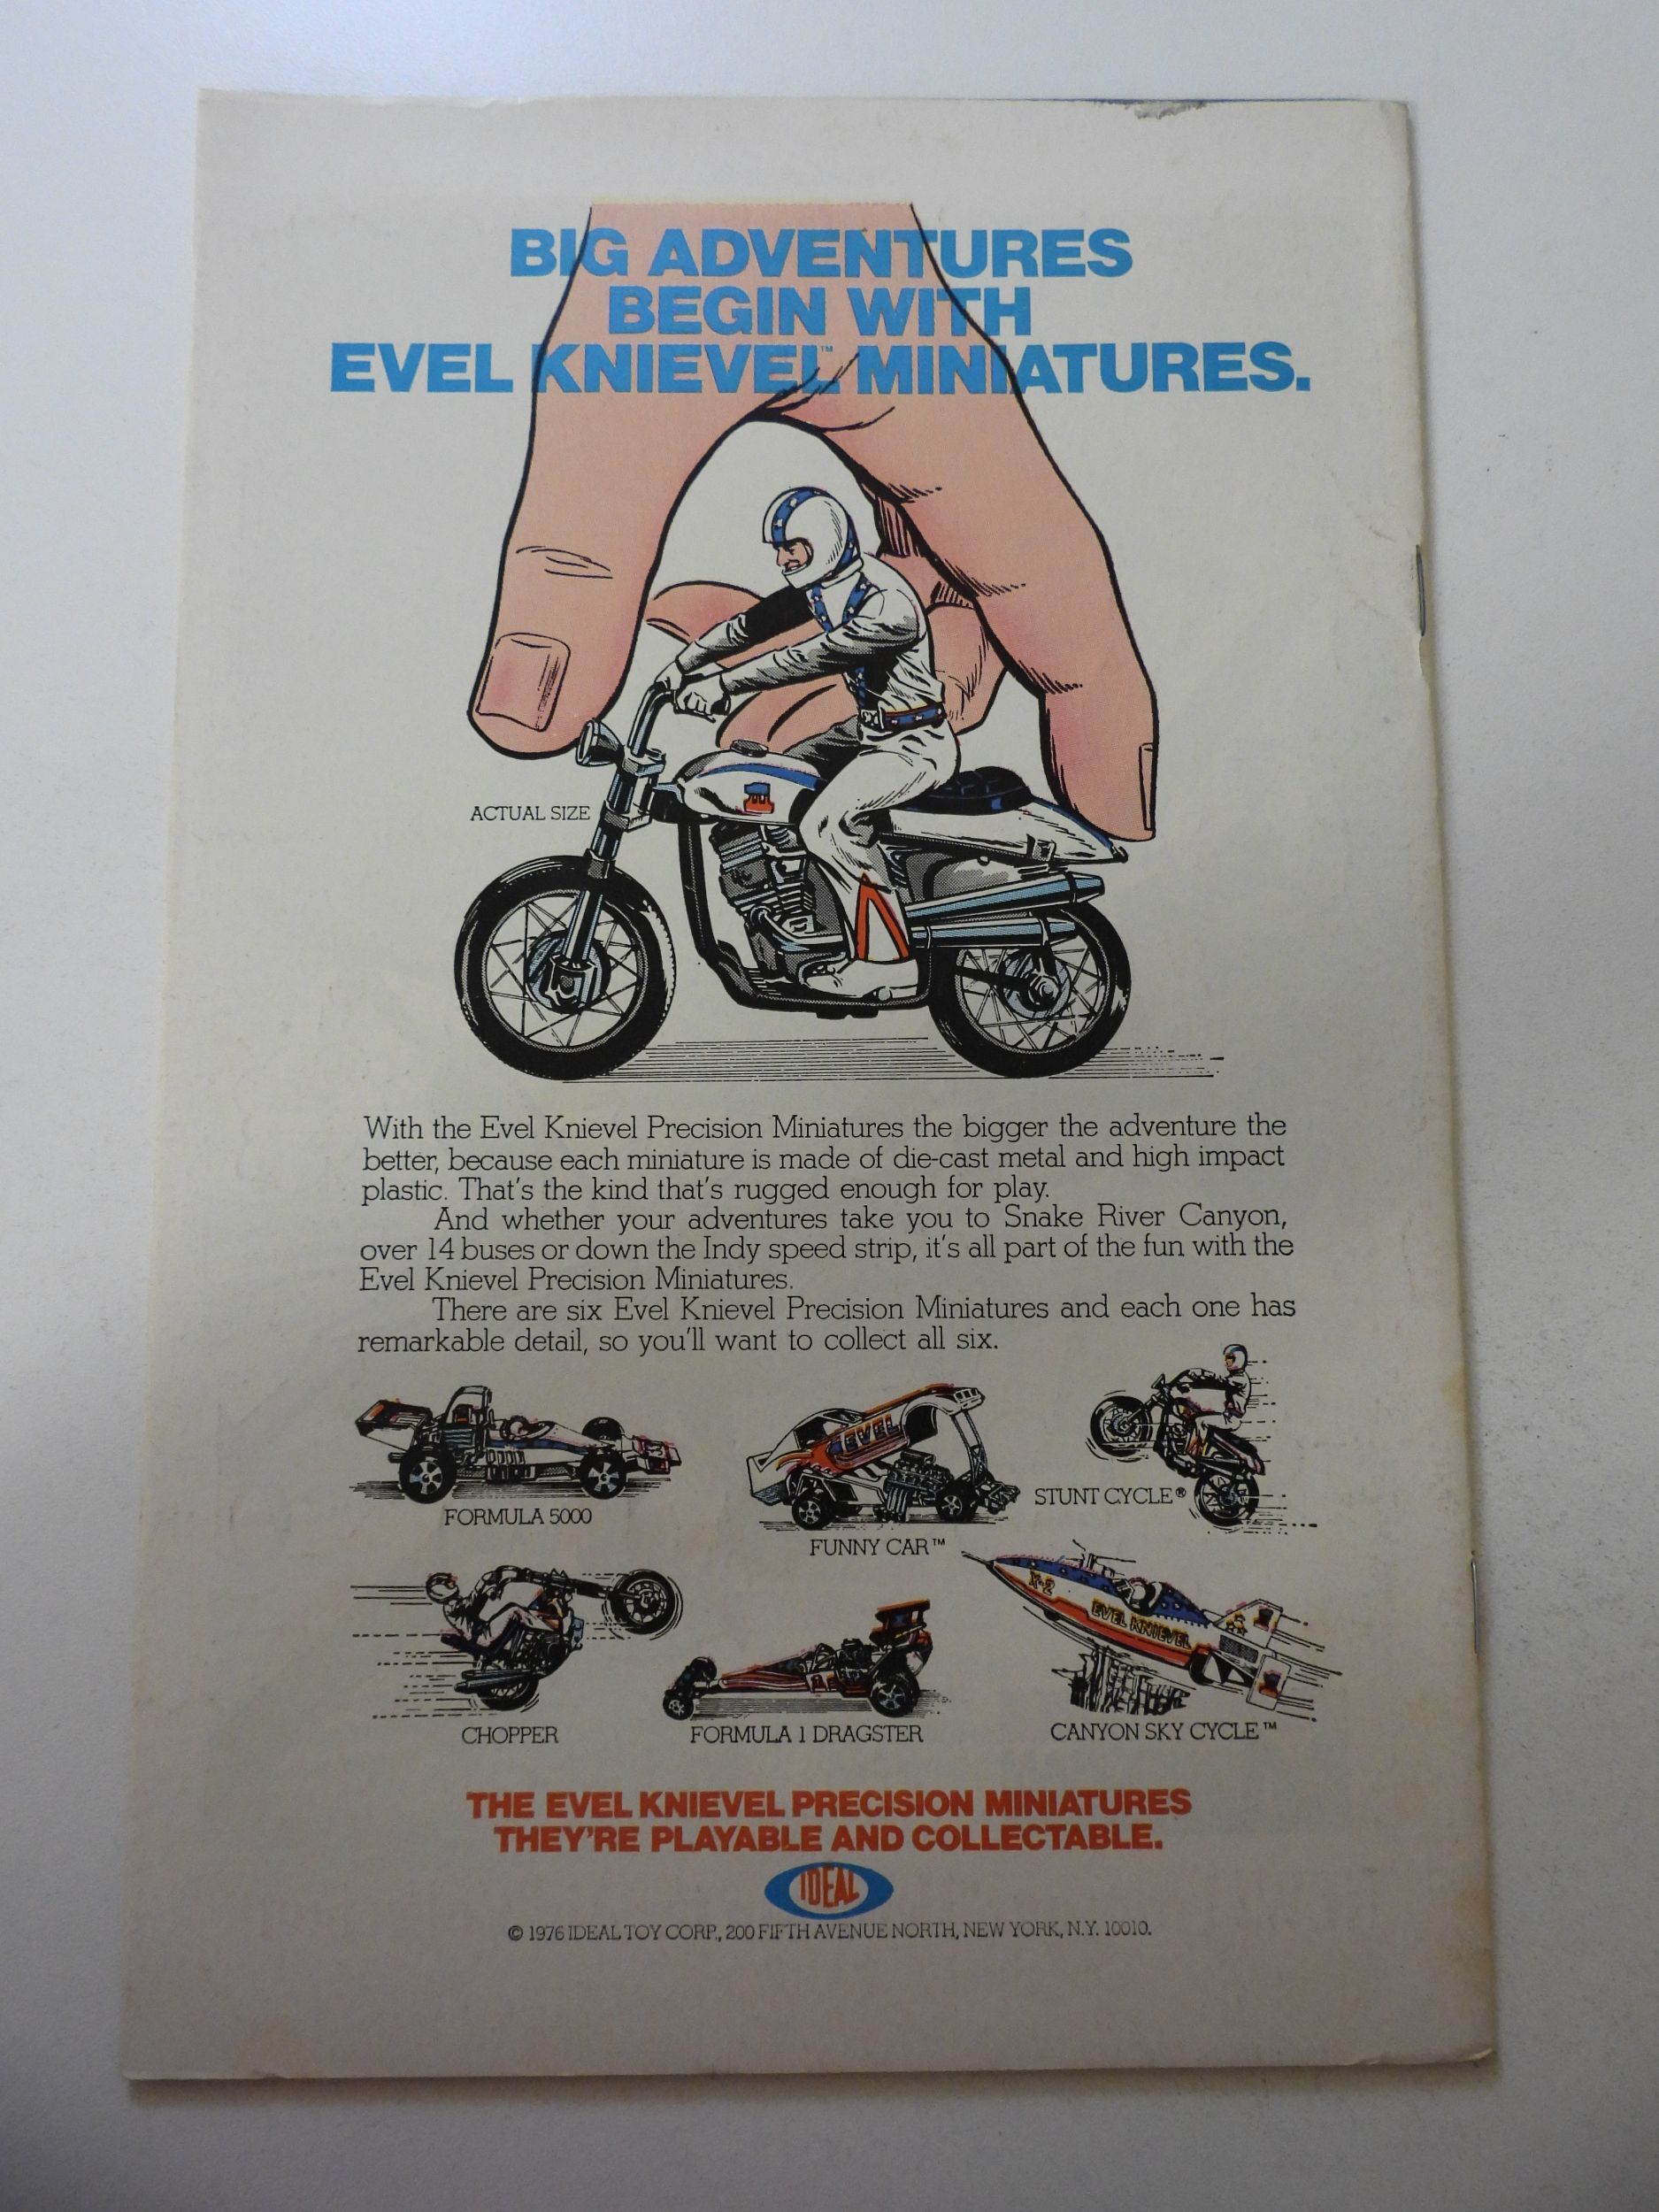 BIG ADVENTURES
BEGIN WITH
EVEL KNIEVEL™ MINIATURES.
ACTUAL SIZE
1
With the Evel Knievel Precision Miniatures the bigger the adventure the
better, because each miniature is made of die-cast metal and high impact
plastic. That's the kind that's rugged enough for play.
And whether your adventures take you to Snake River Canyon,
over 14 buses or down the Indy speed strip, it's all part of the fun with the
Evel Knievel Precision Miniatures.
There are six Evel Knievel Precision Miniatures and each one has
remarkable detail, so you'll want to collect all six.
FORMULA 5000
EVEL
FUNNY CAR™
STUNT CYCLE®
CHOPPER
FORMULA 1 DRAGSTER
X-2
EVEL KNIEVEL
CANYON SKY CYCLE™
THE EVEL KNIEVEL PRECISION MINIATURES
THEY'RE PLAYABLE AND COLLECTABLE.
IDEAL
© 1976 IDEAL TOY CORP., 200 FIFTH AVENUE NORTH, NEW YORK, N.Y. 10010.